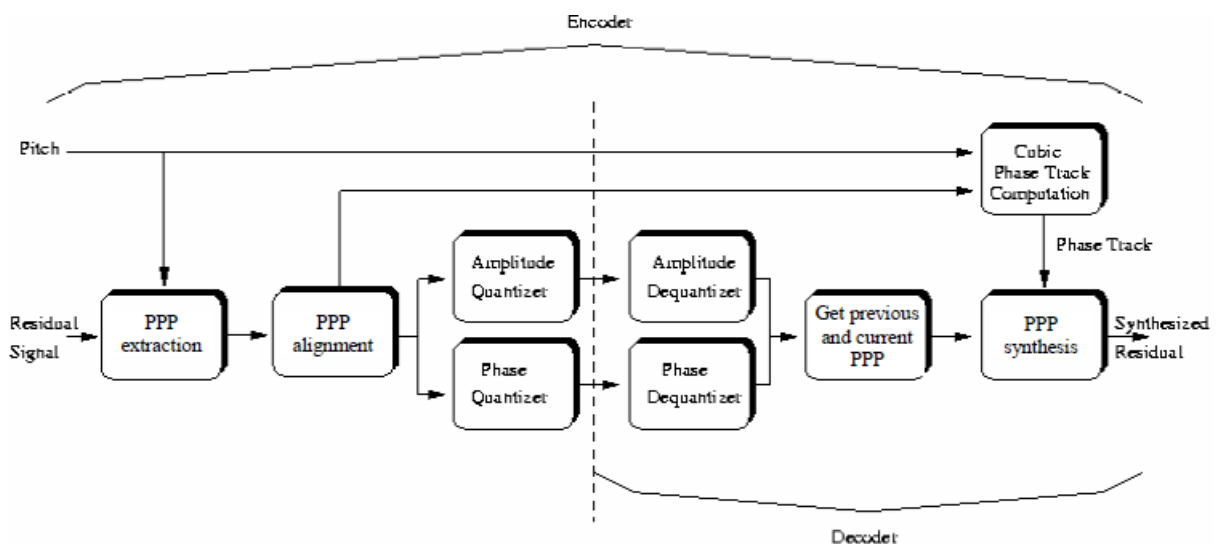 Encoder
Pitch
Cubic
Phase Track
Computation
Phase Track
Amplitude
Quantizer
Amplitude
Dequantizer
Residual
Signal
PPP
extraction
PPP
alignment
Get previous
and current
PPP
PPP
synthesis
Synthesized
Residual
Phase
Quantizer
Phase
Dequantizer
Decoder